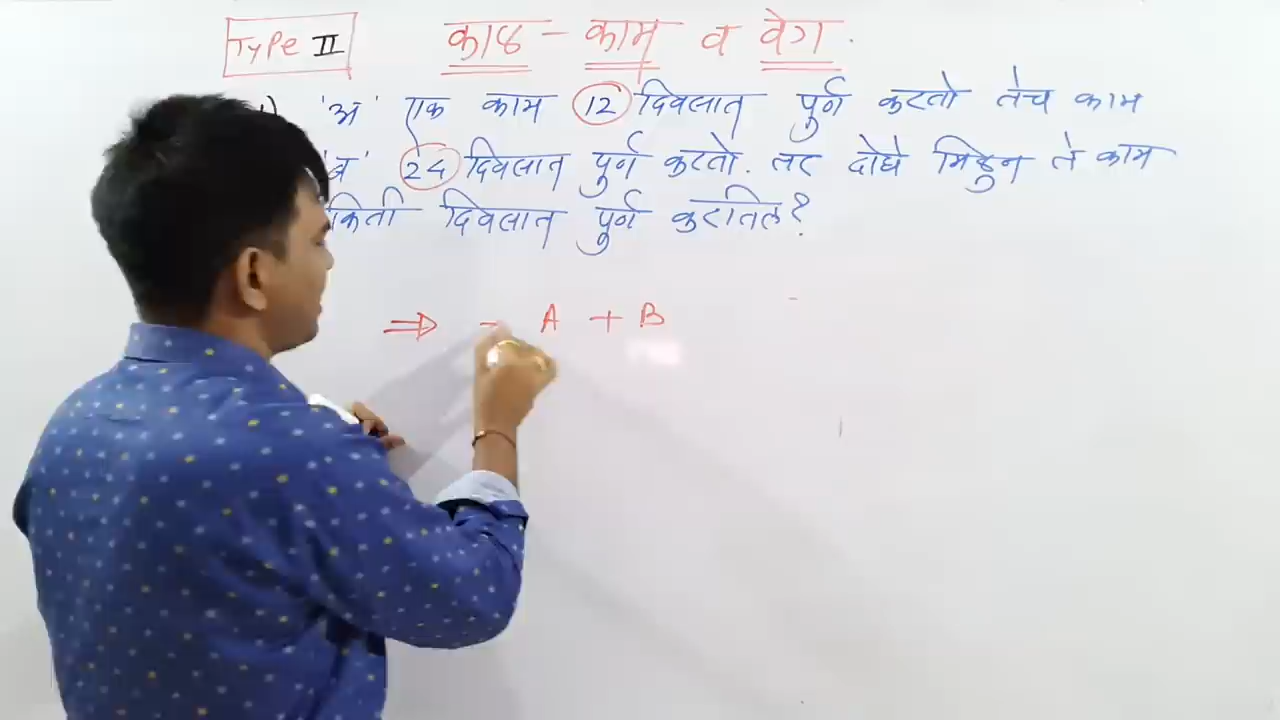 Type II
काळ - काम व वेग.
'अ' एक काम 12 दिवसात पुर्ण करतो तेच काम
'ब' 24 दिवसात पुर्ण करतो. तर दोघे मिळुन ते काम
किती दिवसात पुर्ण करतिल?
⇒ - A + B